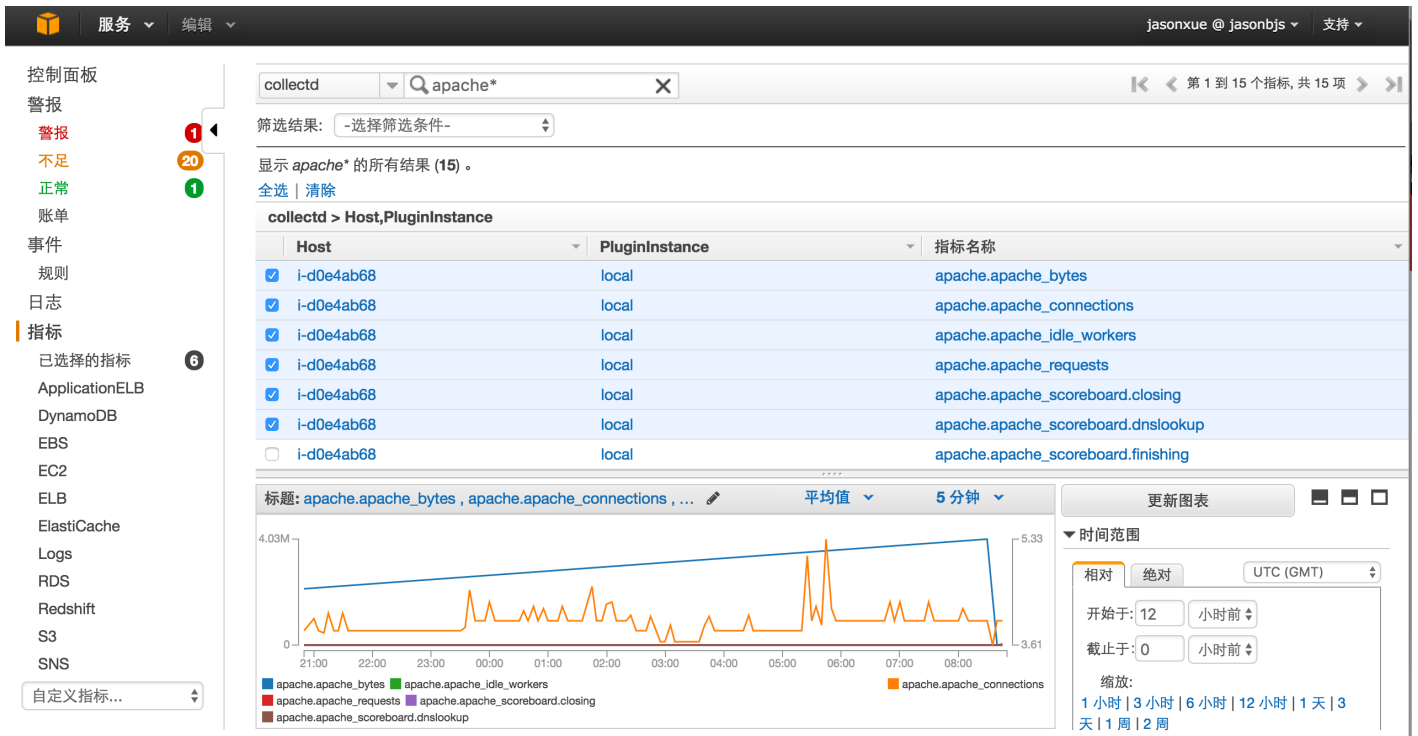 服务 编辑 jasonxue @ jasonbjs 支持
控制面板
警报
警报 1
不足 20
正常 1
账单
事件
规则
日志
指标
已选择的指标 6
ApplicationELB
DynamoDB
EBS
EC2
ELB
ElastiCache
Logs
RDS
Redshift
S3
SNS
自定义指标...
collectd apache* 第 1 到 15 个指标, 共 15 项
筛选结果: -选择筛选条件-
显示 apache* 的所有结果 (15) 。
全选 | 清除
collectd > Host,PluginInstance
Host PluginInstance 指标名称
i-d0e4ab68 local apache.apache_bytes
i-d0e4ab68 local apache.apache_connections
i-d0e4ab68 local apache.apache_idle_workers
i-d0e4ab68 local apache.apache_requests
i-d0e4ab68 local apache.apache_scoreboard.closing
i-d0e4ab68 local apache.apache_scoreboard.dnslookup
i-d0e4ab68 local apache.apache_scoreboard.finishing
标题: apache.apache_bytes , apache.apache_connections , ... 平均值 5 分钟
4.03M 5.33
0 3.61
21:00 22:00 23:00 00:00 01:00 02:00 03:00 04:00 05:00 06:00 07:00 08:00
apache.apache_bytes apache.apache_idle_workers apache.apache_connections
apache.apache_requests apache.apache_scoreboard.closing
apache.apache_scoreboard.dnslookup
更新图表
时间范围
相对 绝对 UTC (GMT)
开始于: 12 小时前
截止于: 0 小时前
缩放:
1 小时 | 3 小时 | 6 小时 | 12 小时 | 1 天 | 3
天 | 1 周 | 2 周